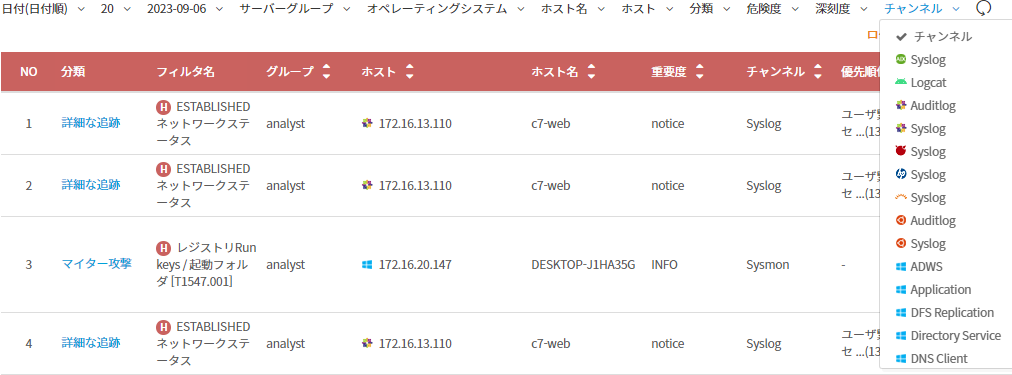 日付(日付順) 20 2023-09-06 サーバーグループ オペレーティングシステム ホスト名 ホスト 分類 危険度 深刻度 チャンネル
ロ
NO 分類 フィルタ名 グループ ホスト ホスト名 重要度 チャンネル 優先順位
1 詳細な追跡 H ESTABLISHED
ネットワークステ
ータス analyst 172.16.13.110 c7-web notice Syslog ユーザ
セ ...(13
2 詳細な追跡 H ESTABLISHED
ネットワークステ
ータス analyst 172.16.13.110 c7-web notice Syslog ユーザ
セ ...(13
3 マイター攻撃 H レジストリRun
keys / 起動フォル
ダ [T1547.001] analyst 172.16.20.147 DESKTOP-J1HA35G INFO Sysmon -
4 詳細な追跡 H ESTABLISHED
ネットワークステ
ータス analyst 172.16.13.110 c7-web notice Syslog ユーザ
セ ...(13
チャンネル
Syslog
Logcat
Auditlog
Syslog
Syslog
Syslog
Syslog
Auditlog
Syslog
ADWS
Application
DFS Replication
Directory Service
DNS Client